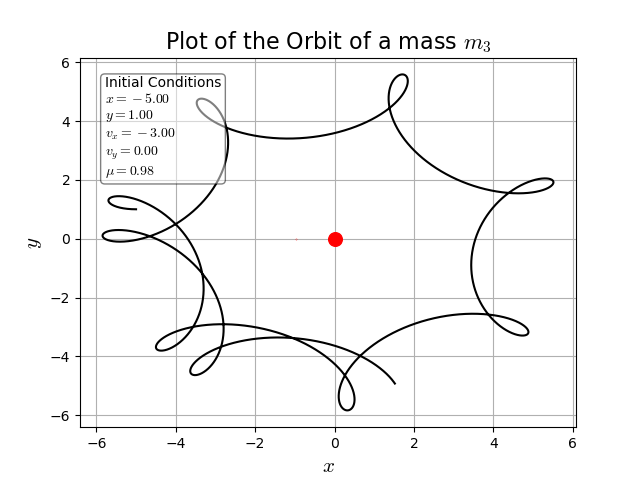 Plot of the Orbit of a mass m₃
Initial Conditions
x = −5.00
y = 1.00
vₓ = −3.00
v_y = 0.00
μ = 0.98
6
4
2
0
−2
−4
−6
y
−6
−4
−2
0
2
4
6
x